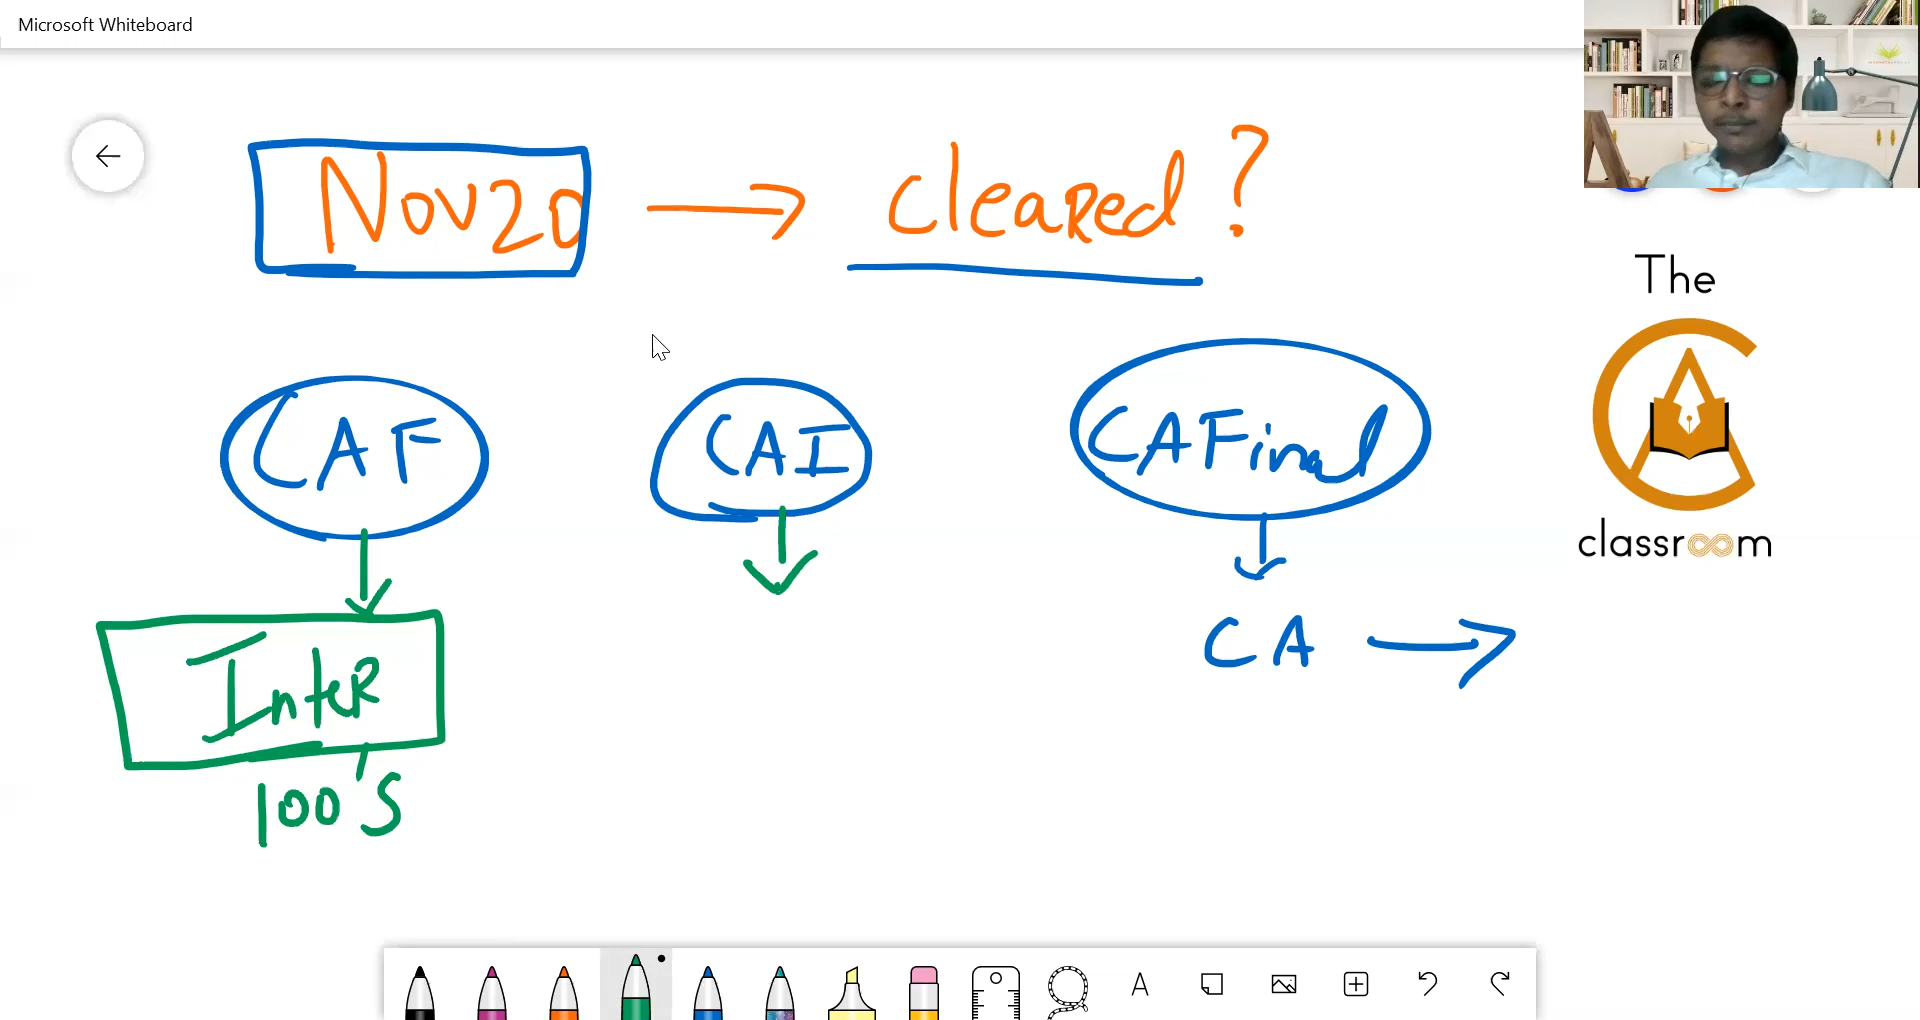 Microsoft Whiteboard
Nov20 → cleared?
The
CAF
CAI
CA Final
classroom
CA →
Inter
100's
A